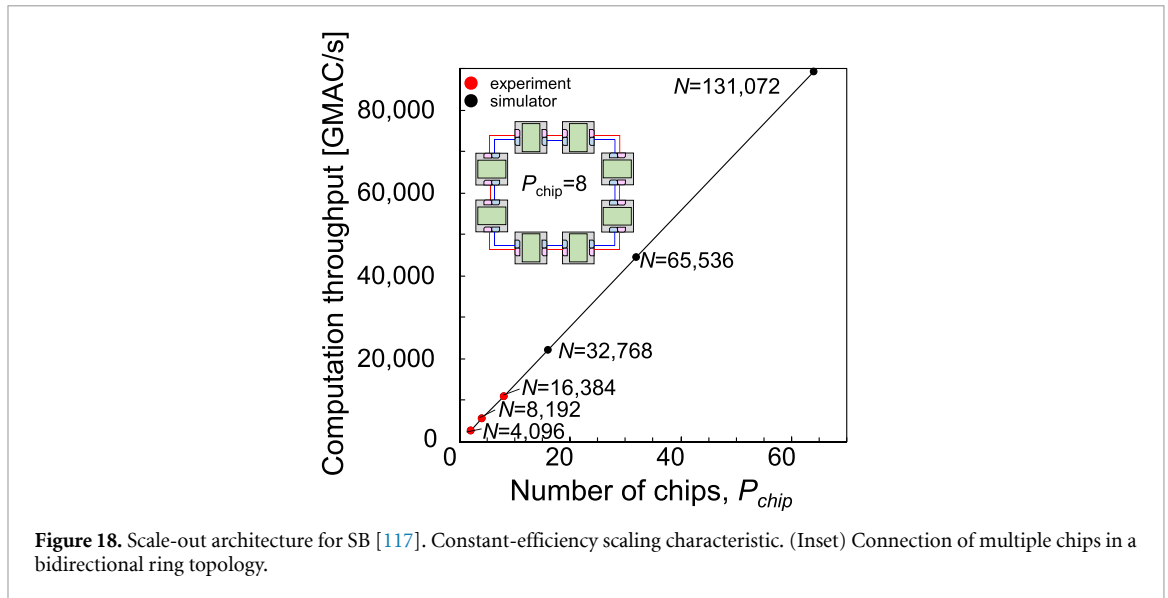 Computation throughput [GMAC/s]
experiment
simulator
N=131,072
80,000
P_chip=8
60,000
N=65,536
40,000
N=32,768
20,000
N=16,384
N=8,192
N=4,096
0
0 20 40 60
Number of chips, P_chip
Figure 18. Scale-out architecture for SB [117]. Constant-efficiency scaling characteristic. (Inset) Connection of multiple chips in a
bidirectional ring topology.